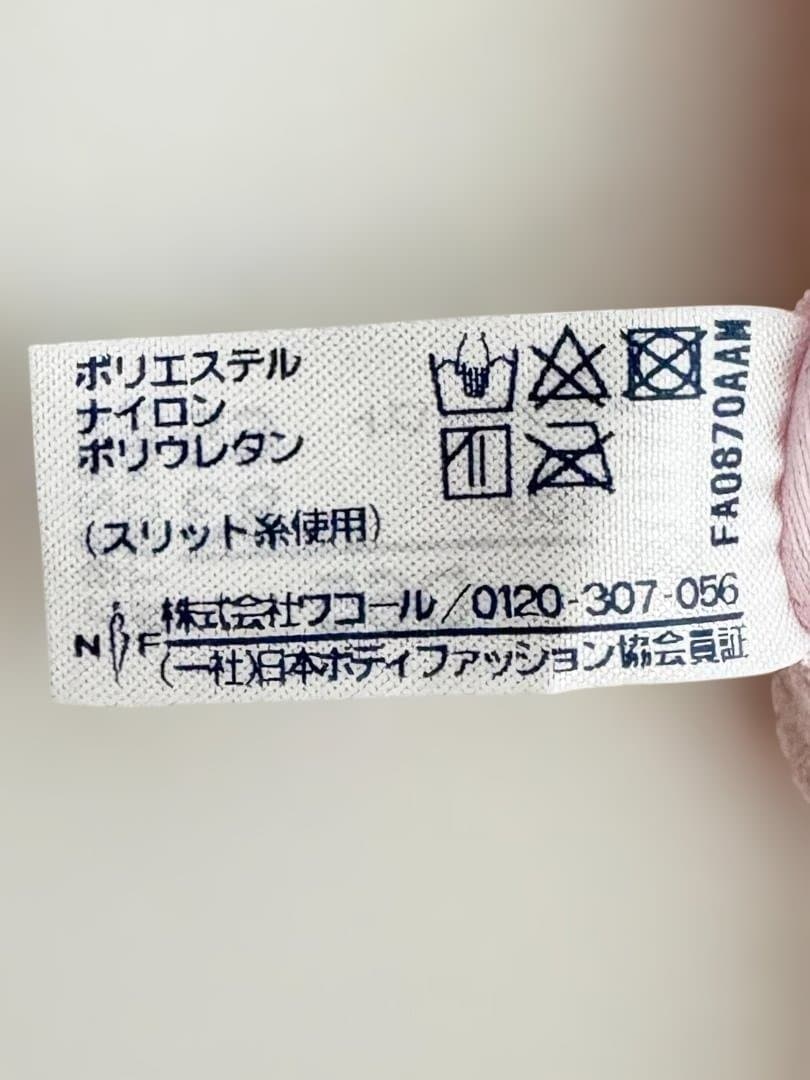 ポリエステル
ナイロン
ポリウレタン
(スリット糸使用)
株式会社ワコール/0120-307-056
NF
(一社)日本ボディファッション協会員証
FA0870AAM